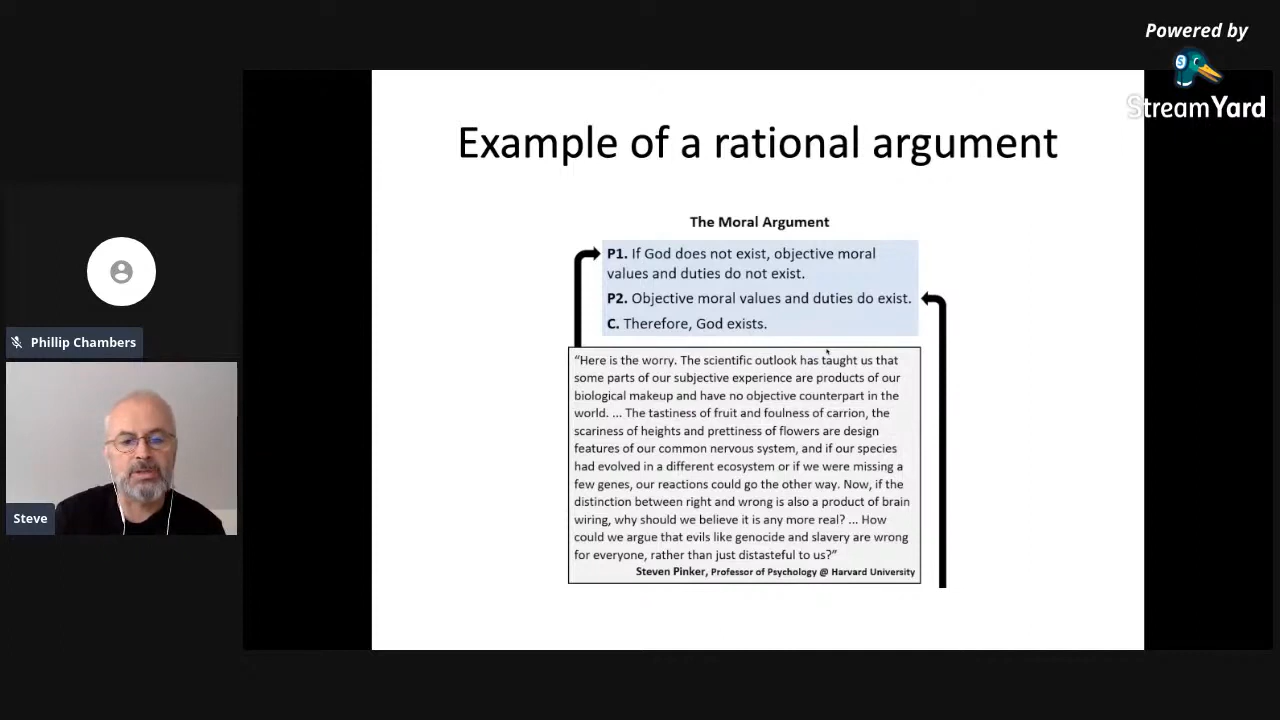 Powered by
StreamYard
Example of a rational argument
The Moral Argument
P1. If God does not exist, objective moral
values and duties do not exist.
P2. Objective moral values and duties do exist.
C. Therefore, God exists.
“Here is the worry. The scientific outlook has taught us that
some parts of our subjective experience are products of our
biological makeup and have no objective counterpart in the
world. ... The tastiness of fruit and foulness of carrion, the
scariness of heights and prettiness of flowers are design
features of our common nervous system, and if our species
had evolved in a different ecosystem or if we were missing a
few genes, our reactions could go the other way. Now, if the
distinction between right and wrong is also a product of brain
wiring, why should we believe it is any more real? ... How
could we argue that evils like genocide and slavery are wrong
for everyone, rather than just distasteful to us?”
Steven Pinker, Professor of Psychology @ Harvard University
Phillip Chambers
Steve